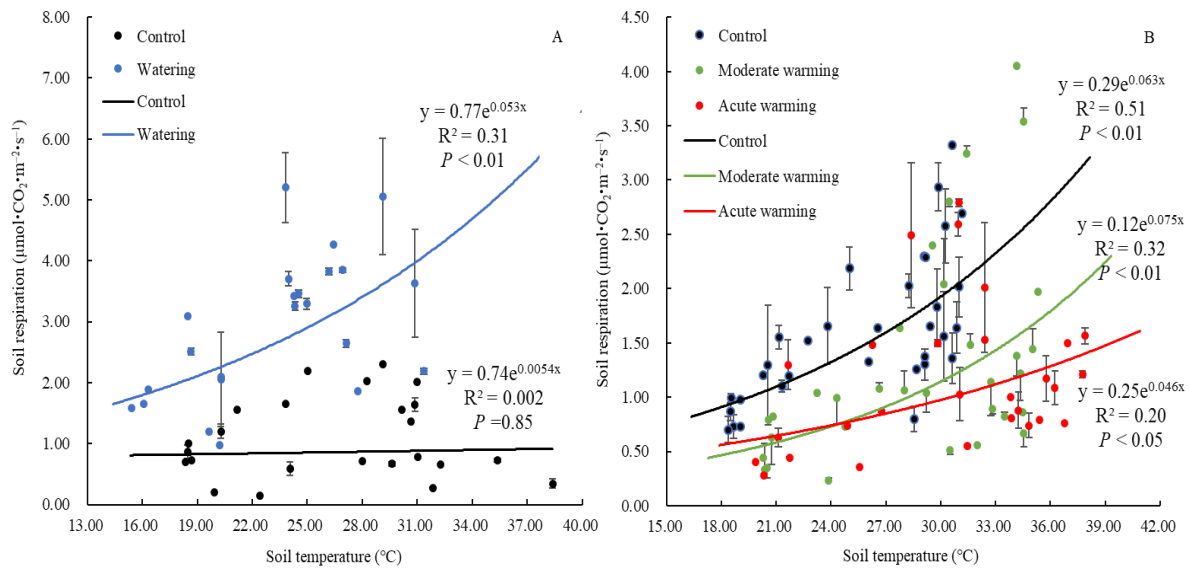 8.00
7.00
6.00
5.00
4.00
3.00
2.00
1.00
0.00
13.00 16.00 19.00 22.00 25.00 28.00 31.00 34.00 37.00 40.00
Soil temperature (℃)
Soil respiration (μmol•CO₂•m⁻²•s⁻¹)
Control
Watering
Control
Watering
A
y = 0.77e^0.053x
R² = 0.31
P < 0.01
y = 0.74e^0.0054x
R² = 0.002
P =0.85
4.50
4.00
3.50
3.00
2.50
2.00
1.50
1.00
0.50
0.00
15.00 18.00 21.00 24.00 27.00 30.00 33.00 36.00 39.00 42.00
Soil temperature (℃)
Soil respiration (μmol•CO₂•m⁻²•s⁻¹)
Control
Moderate warming
Acute warming
Control
Moderate warming
Acute warming
B
y = 0.29e^0.063x
R² = 0.51
P < 0.01
y = 0.12e^0.075x
R² = 0.32
P < 0.01
y = 0.25e^0.046x
R² = 0.20
P < 0.05